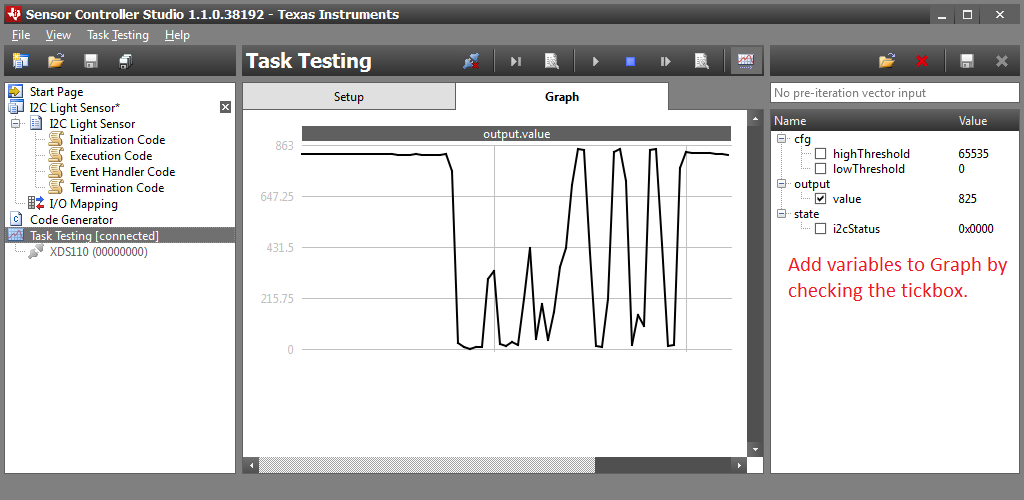 Sensor Controller Studio 1.1.0.38192 - Texas Instruments
File View Task Testing Help
Task Testing
Start Page
I2C Light Sensor*
I2C Light Sensor
Initialization Code
Execution Code
Event Handler Code
Termination Code
I/O Mapping
Code Generator
Task Testing [connected]
XDS110 (00000000)
Setup Graph
output.value
863
647.25
431.5
215.75
0
No pre-iteration vector input
Name Value
cfg
highThreshold 65535
lowThreshold 0
output
value 825
state
i2cStatus 0x0000
Add variables to Graph by
checking the tickbox.